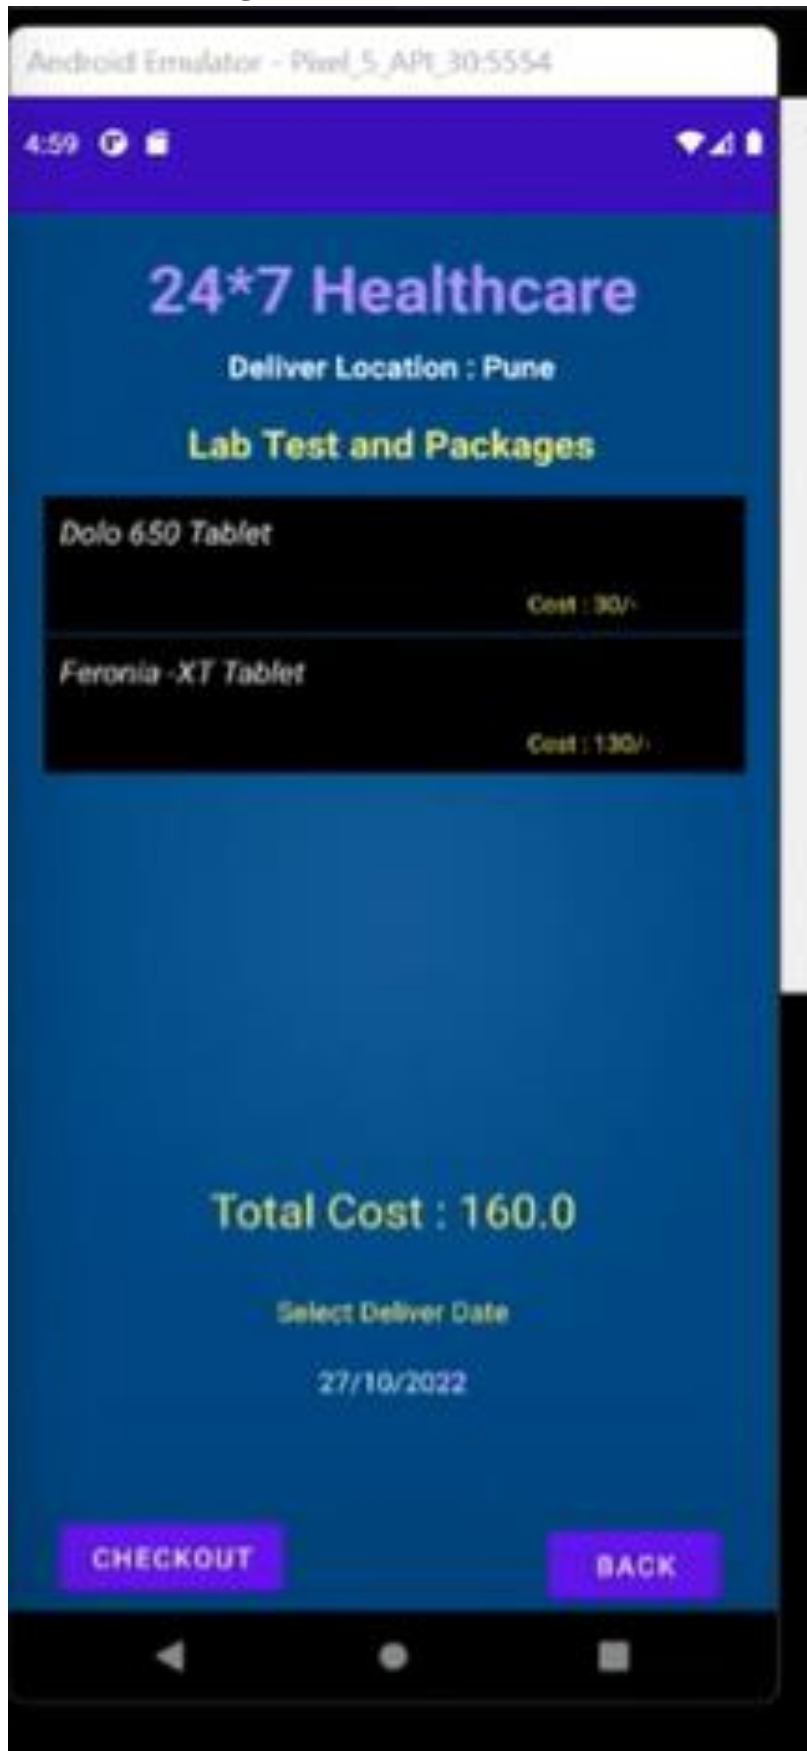 Android Emulator - Pixel_5_API_30:5554
4:59
24*7 Healthcare
Deliver Location : Pune
Lab Test and Packages
Dolo 650 Tablet
Cost : 30/-
Feronia -XT Tablet
Cost : 130/-
Total Cost : 160.0
Select Deliver Date
27/10/2022
CHECKOUT
BACK